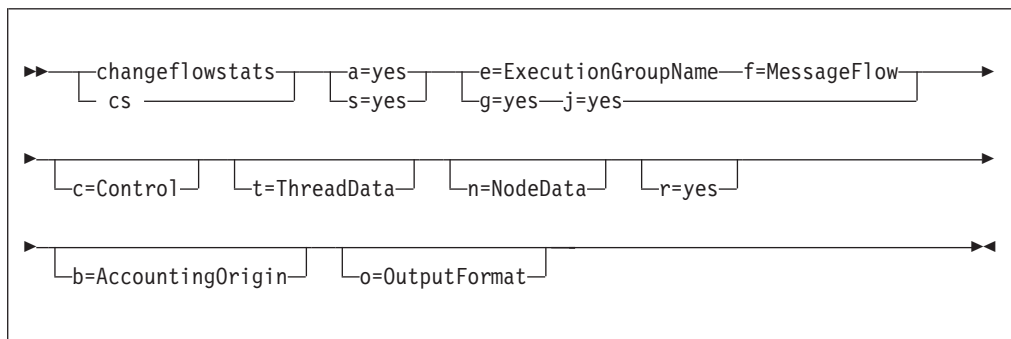 changeflowstats a=yes e=ExecutionGroupName f=MessageFlow
cs s=yes g=yes j=yes
c=Control t=ThreadData n=NodeData r=yes
b=AccountingOrigin o=OutputFormat